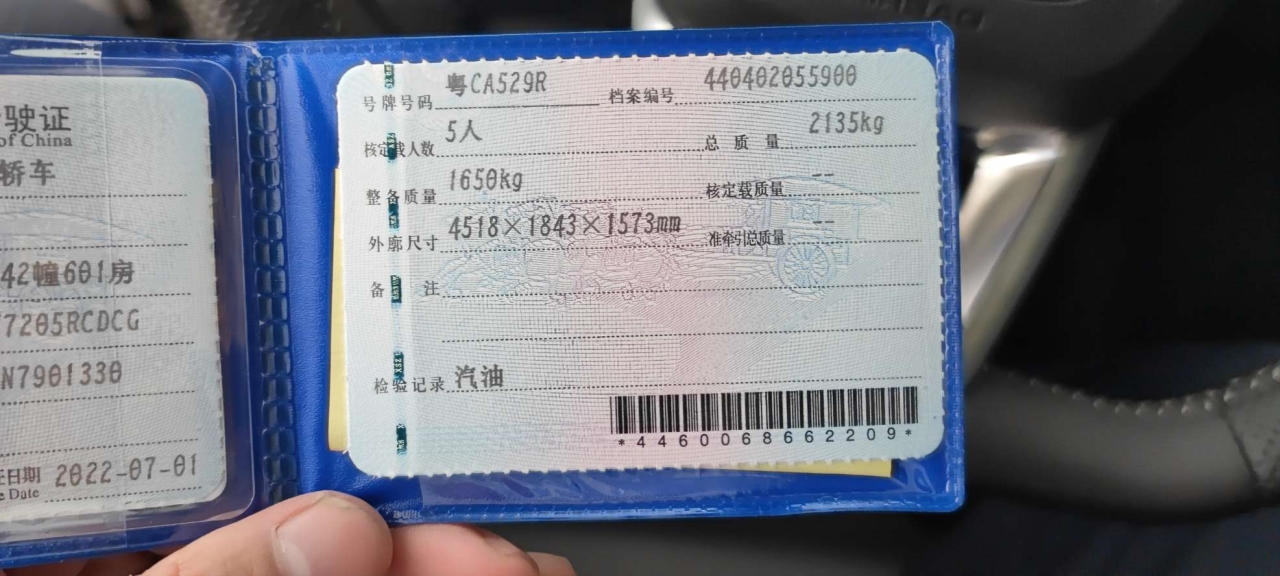 驶证
of China
轿车
42幢601房
7205RCDCG
N7901330
日期 2022-07-01
e Date
号牌号码 粤CA529R 档案编号 440402055900
核定载人数 5人 总质量 2135kg
整备质量 1650kg 核定载质量 --
外廓尺寸 4518×1843×1573mm 准牵引总质量 --
备注
检验记录 汽油
*4460068662209*